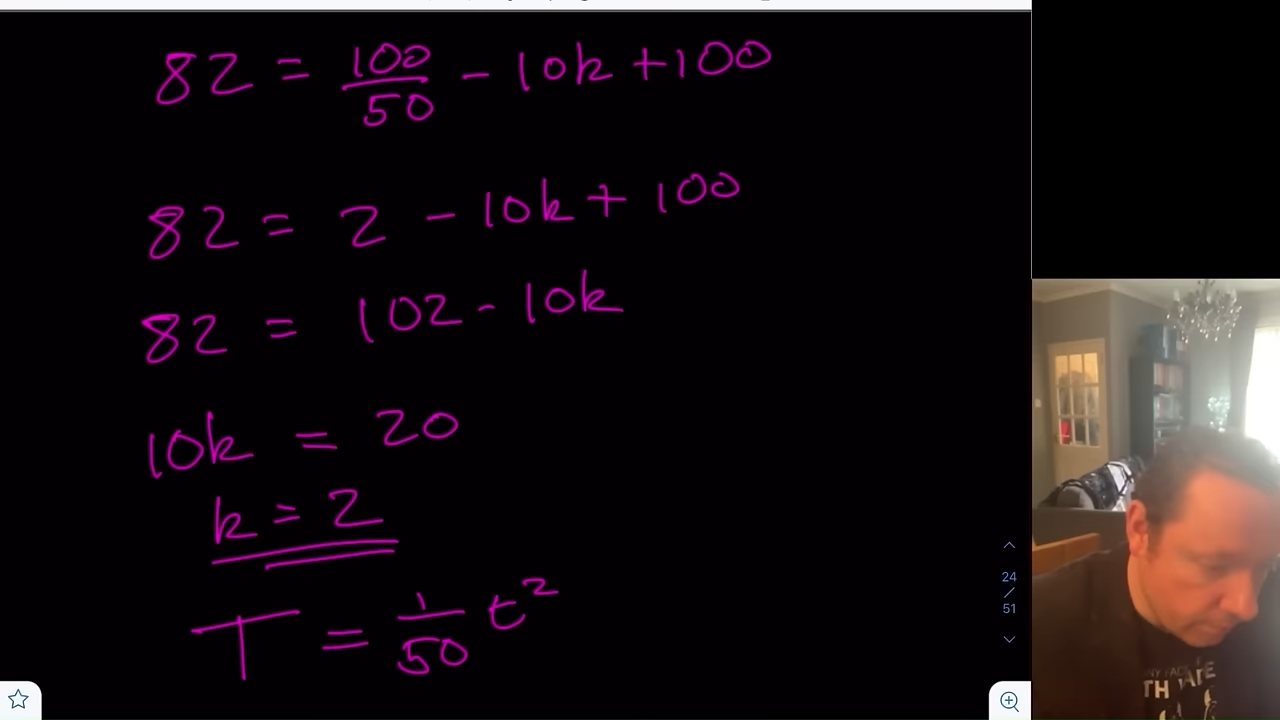 82 = 100/50 - 10k + 100
82 = 2 - 10k + 100
82 = 102 - 10k
10k = 20
k = 2
T = 1/50 t²
24
/
51